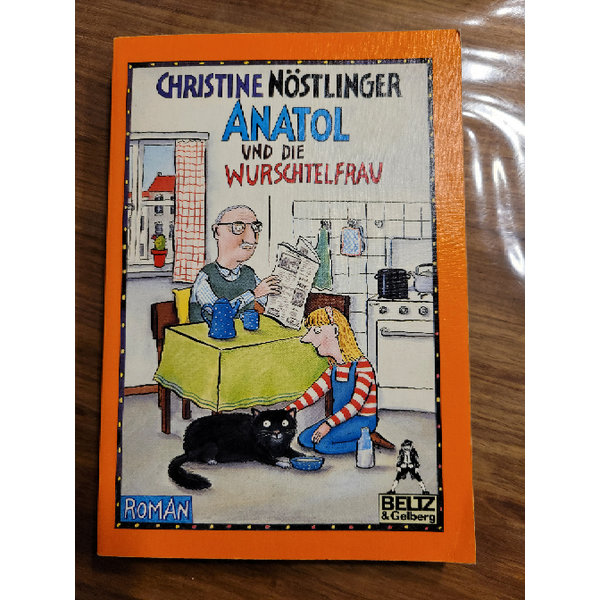 CHRISTINE NÖSTLINGER
ANATOL
UND DIE
WURSCHTELFRAU
ROMAN
BELTZ
& Gelberg